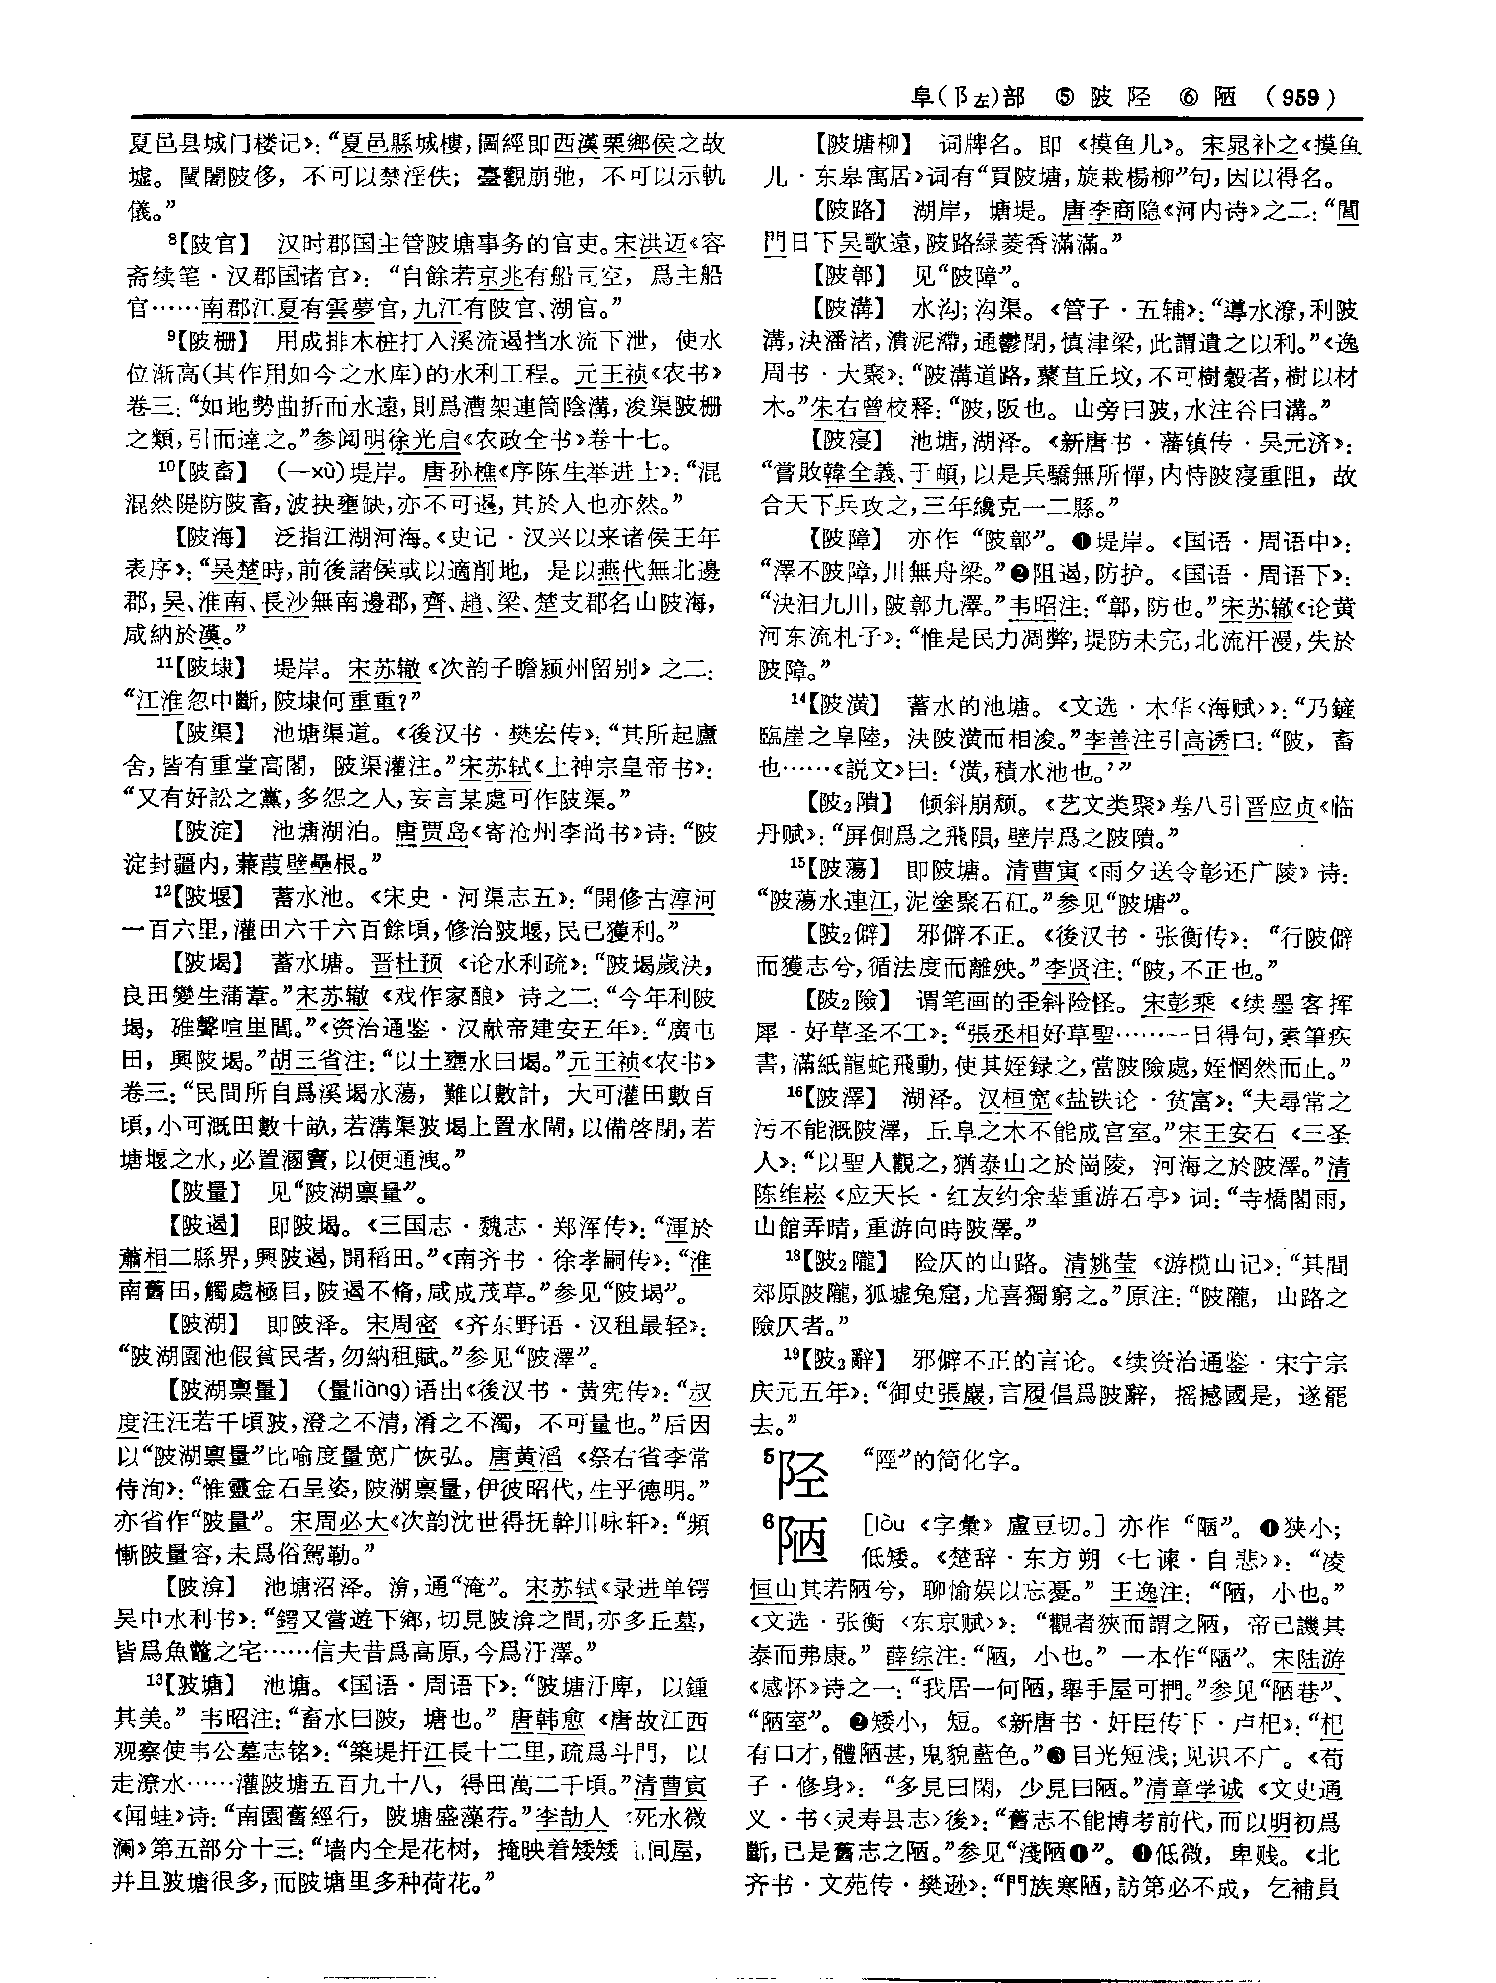 阜(阝左)部 ⑤ 陂 陉 ⑥ 陋 (959)
夏邑县城门楼记》：“夏邑縣城樓，圖經即西漢栗鄉侯之故
墟。闉闍陂侈，不可以禁淫佚；臺觀崩弛，不可以示軌
儀。”
8【陂官】 汉时郡国主管陂塘事务的官吏。宋洪迈《容
斋续笔·汉郡国诸官》：“自餘若京兆有船司空，爲主船
官……南郡江夏有雲夢官，九江有陂官、湖官。”
9【陂栅】 用成排木桩打入溪流遏挡水流下泄，使水
位渐高(其作用如今之水库)的水利工程。元王祯《农书》
卷三：“如地勢曲折而水遠，則爲漕架連筒陰溝，浚渠陂栅
之類，引而達之。”参阅明徐光启《农政全书》卷十七。
10【陂畜】 (—xù)堤岸。唐孙樵《序陈生举进士》：“混
混然隄防陂畜，波抉壅缺，亦不可遏，其於人也亦然。”
【陂海】 泛指江湖河海。《史记·汉兴以来诸侯王年
表序》：“吴楚時，前後諸侯或以適削地，是以燕代無北邊
郡，吴、淮南、長沙無南邊郡，齊、趙、梁、楚支郡名山陂海，
咸納於漢。”
11【陂埭】 堤岸。宋苏辙《次韵子瞻颍州留别》之二：
“江淮忽中斷，陂埭何重重？”
【陂渠】 池塘渠道。《後汉书·樊宏传》：“其所起廬
舍，皆有重堂高閣，陂渠灌注。”宋苏轼《上神宗皇帝书》：
“又有好訟之黨，多怨之人，妄言某處可作陂渠。”
【陂淀】 池塘湖泊。唐贾岛《寄沧州李尚书》诗：“陂
淀封疆内，蒹葭壁壘根。”
12【陂堰】 蓄水池。《宋史·河渠志五》：“開修古淳河
一百六里，灌田六千六百餘頃，修治陂堰，民已獲利。”
【陂堨】 蓄水塘。晋杜预《论水利疏》：“陂堨歲決，
良田變生蒲葦。”宋苏辙《戏作家酿》诗之二：“今年利陂
堨，碓聲喧里閭。”《资治通鉴·汉献帝建安五年》：“廣屯
田，興陂堨。”胡三省注：“以土壅水曰堨。”元王祯《农书》
卷三：“民間所自爲溪堨水蕩，難以數計，大可灌田數百
頃，小可溉田數十畝，若溝渠陂堨上置水閘，以備啓閉，若
塘堰之水，必置涵竇，以便通洩。”
【陂量】 见“陂湖禀量”。
【陂遏】 即陂堨。《三国志·魏志·郑浑传》：“渾於
蕭相二縣界，興陂遏，開稻田。”《南齐书·徐孝嗣传》：“淮
南舊田，觸處極目，陂遏不脩，咸成茂草。”参见“陂堨”。
【陂湖】 即陂泽。宋周密《齐东野语·汉租最轻》：
“陂湖園池假貧民者，勿納租賦。”参见“陂澤”。
【陂湖禀量】 (量liàng)语出《後汉书·黄宪传》：“叔
度汪汪若千頃陂，澄之不清，淆之不濁，不可量也。”后因
以“陂湖禀量”比喻度量宽广恢弘。唐黄滔《祭右省李常
侍洵》：“惟靈金石呈姿，陂湖禀量，伊彼昭代，生乎德明。”
亦省作“陂量”。宋周必大《次韵沈世得抚幹川咏轩》：“頻
慚陂量容，未爲俗駕勒。”
【陂渰】 池塘沼泽。渰，通“淹”。宋苏轼《录进单锷
吴中水利书》：“鍔又嘗遊下鄉，切見陂渰之間，亦多丘墓，
皆爲魚鼈之宅……信夫昔爲高原，今爲汙澤。”
13【陂塘】 池塘。《国语·周语下》：“陂塘汙庳，以鍾
其美。”韦昭注：“畜水曰陂，塘也。”唐韩愈《唐故江西
观察使韦公墓志铭》：“築堤扞江長十二里，疏爲斗門，以
走潦水……灌陂塘五百九十八，得田萬二千頃。”清曹寅
《闻蛙》诗：“南園舊經行，陂塘盛藻荇。”李劼人《死水微
澜》第五部分十三：“墙内全是花树，掩映着矮矮 间屋，
并且陂塘很多，而陂塘里多种荷花。”
【陂塘柳】 词牌名。即《摸鱼儿》。宋晁补之《摸鱼
儿·东皋寓居》词有“買陂塘，旋栽楊柳”句，因以得名。
【陂路】 湖岸，塘堤。唐李商隐《河内诗》之二：“閶
門日下吴歌遠，陂路緑菱香滿滿。”
【陂鄣】 见“陂障”。
【陂溝】 水沟；沟渠。《管子·五辅》：“導水潦，利陂
溝，決潘渚，潰泥滯，通鬱閉，慎津梁，此謂遺之以利。”《逸
周书·大聚》：“陂溝道路，藂苴丘坟，不可樹穀者，樹以材
木。”朱右曾校释：“陂，阪也。山旁曰陂，水注谷曰溝。”
【陂寖】 池塘，湖泽。《新唐书·藩镇传·吴元济》：
“嘗敗韓全義、于頔，以是兵驕無所憚，内恃陂寖重阻，故
合天下兵攻之，三年纔克一二縣。”
【陂障】 亦作“陂鄣”。❶堤岸。《国语·周语中》：
“澤不陂障，川無舟梁。”❷阻遏，防护。《国语·周语下》：
“決汩九川，陂鄣九澤。”韦昭注：“鄣，防也。”宋苏辙《论黄
河东流札子》：“惟是民力凋弊，堤防未完，北流汗漫，失於
陂障。”
14【陂潢】 蓄水的池塘。《文选·木华〈海赋〉》：“乃鏟
臨崖之阜陸，決陂潢而相浚。”李善注引高诱曰：“陂，畜
也……《説文》曰：‘潢，積水池也。’”
【陂2隤】 倾斜崩颓。《艺文类聚》卷八引晋应贞《临
丹赋》：“屏側爲之飛隕，壁岸爲之陂隤。”
15【陂蕩】 即陂塘。清曹寅《雨夕送令彰还广陵》诗：
“陂蕩水連江，泥塗聚石矼。”参见“陂塘”。
【陂2僻】 邪僻不正。《後汉书·张衡传》：“行陂僻
而獲志兮，循法度而離殃。”李贤注：“陂，不正也。”
【陂2險】 谓笔画的歪斜险怪。宋彭乘《续墨客挥
犀·好草圣不工》：“張丞相好草聖……一日得句，索筆疾
書，滿紙龍蛇飛動，使其姪録之，當陂險處，姪惘然而止。”
16【陂澤】 湖泽。汉桓宽《盐铁论·贫富》：“夫尋常之
污不能溉陂澤，丘阜之木不能成宫室。”宋王安石《三圣
人》：“以聖人觀之，猶泰山之於崗陵，河海之於陂澤。”清
陈维崧《应天长·红友约余辈重游石亭》词：“寺橋閣雨，
山館弄晴，重游向時陂澤。”
18【陂2隴】 险仄的山路。清姚莹《游榄山记》：“其間
郊原陂隴，狐墟兔窟，尤喜獨窮之。”原注：“陂隴，山路之
險仄者。”
19【陂2辭】 邪僻不正的言论。《续资治通鉴·宋宁宗
庆元五年》：“御史張巖，言履倡爲陂辭，摇撼國是，遂罷
去。”
5陉 “陘”的简化字。
6陋 [lòu 《字彙》盧豆切。]亦作“陋”。❶狭小；
低矮。《楚辞·东方朔〈七谏·自悲〉》：“凌
恒山其若陋兮，聊愉娱以忘憂。”王逸注：“陋，小也。”
《文选·张衡〈东京赋〉》：“觀者狹而謂之陋，帝已譏其
泰而弗康。”薛综注：“陋，小也。”一本作“陋”。宋陆游
《感怀》诗之一：“我居一何陋，舉手屋可捫。”参见“陋巷”、
“陋室”。❷矮小，短。《新唐书·奸臣传下·卢杞》：“杞
有口才，體陋甚，鬼貌藍色。”❸目光短浅；见识不广。《荀
子·修身》：“多見曰閑，少見曰陋。”清章学诚《文史通
义·书〈灵寿县志〉後》：“舊志不能博考前代，而以明初爲
斷，已是舊志之陋。”参见“淺陋❶”。❹低微，卑贱。《北
齐书·文苑传·樊逊》：“門族寒陋，訪第必不成，乞補員